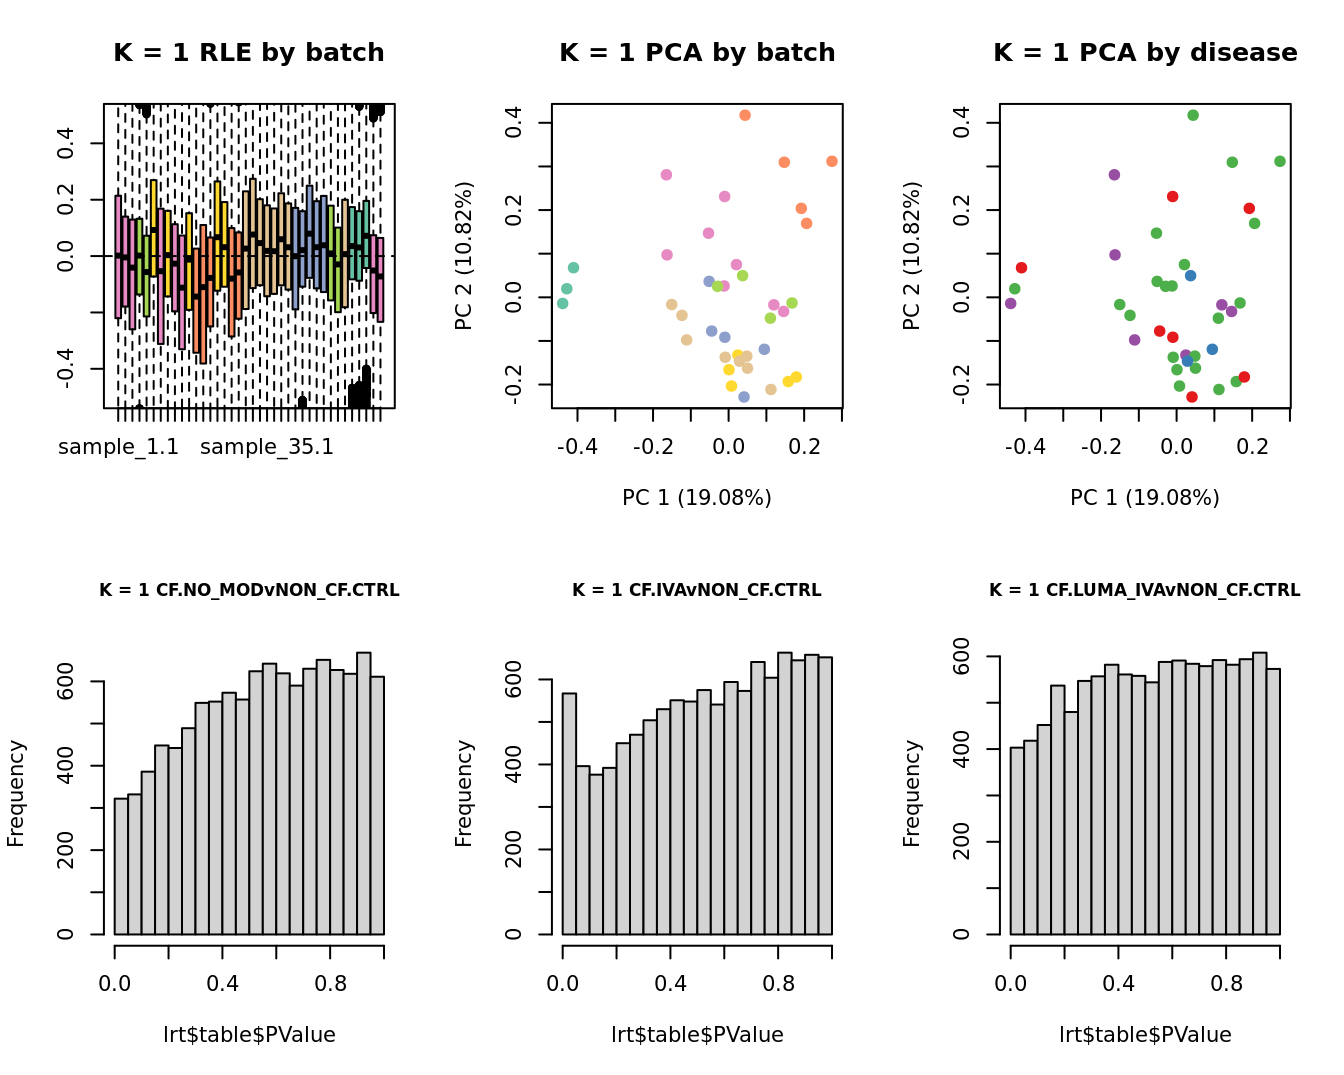 K = 1 RLE by batch
0.4
0.2
0.0
-0.4
sample_1.1 sample_35.1
K = 1 PCA by batch
PC 2 (10.82%)
0.4
0.2
0.0
-0.2
-0.4 -0.2 0.0 0.2
PC 1 (19.08%)
K = 1 PCA by disease
PC 2 (10.82%)
0.4
0.2
0.0
-0.2
-0.4 -0.2 0.0 0.2
PC 1 (19.08%)
K = 1 CF.NO_MODvNON_CF.CTRL
Frequency
600
400
200
0
0.0 0.4 0.8
lrt$table$PValue
K = 1 CF.IVAvNON_CF.CTRL
Frequency
600
400
200
0
0.0 0.4 0.8
lrt$table$PValue
K = 1 CF.LUMA_IVAvNON_CF.CTRL
Frequency
600
400
200
0
0.0 0.4 0.8
lrt$table$PValue